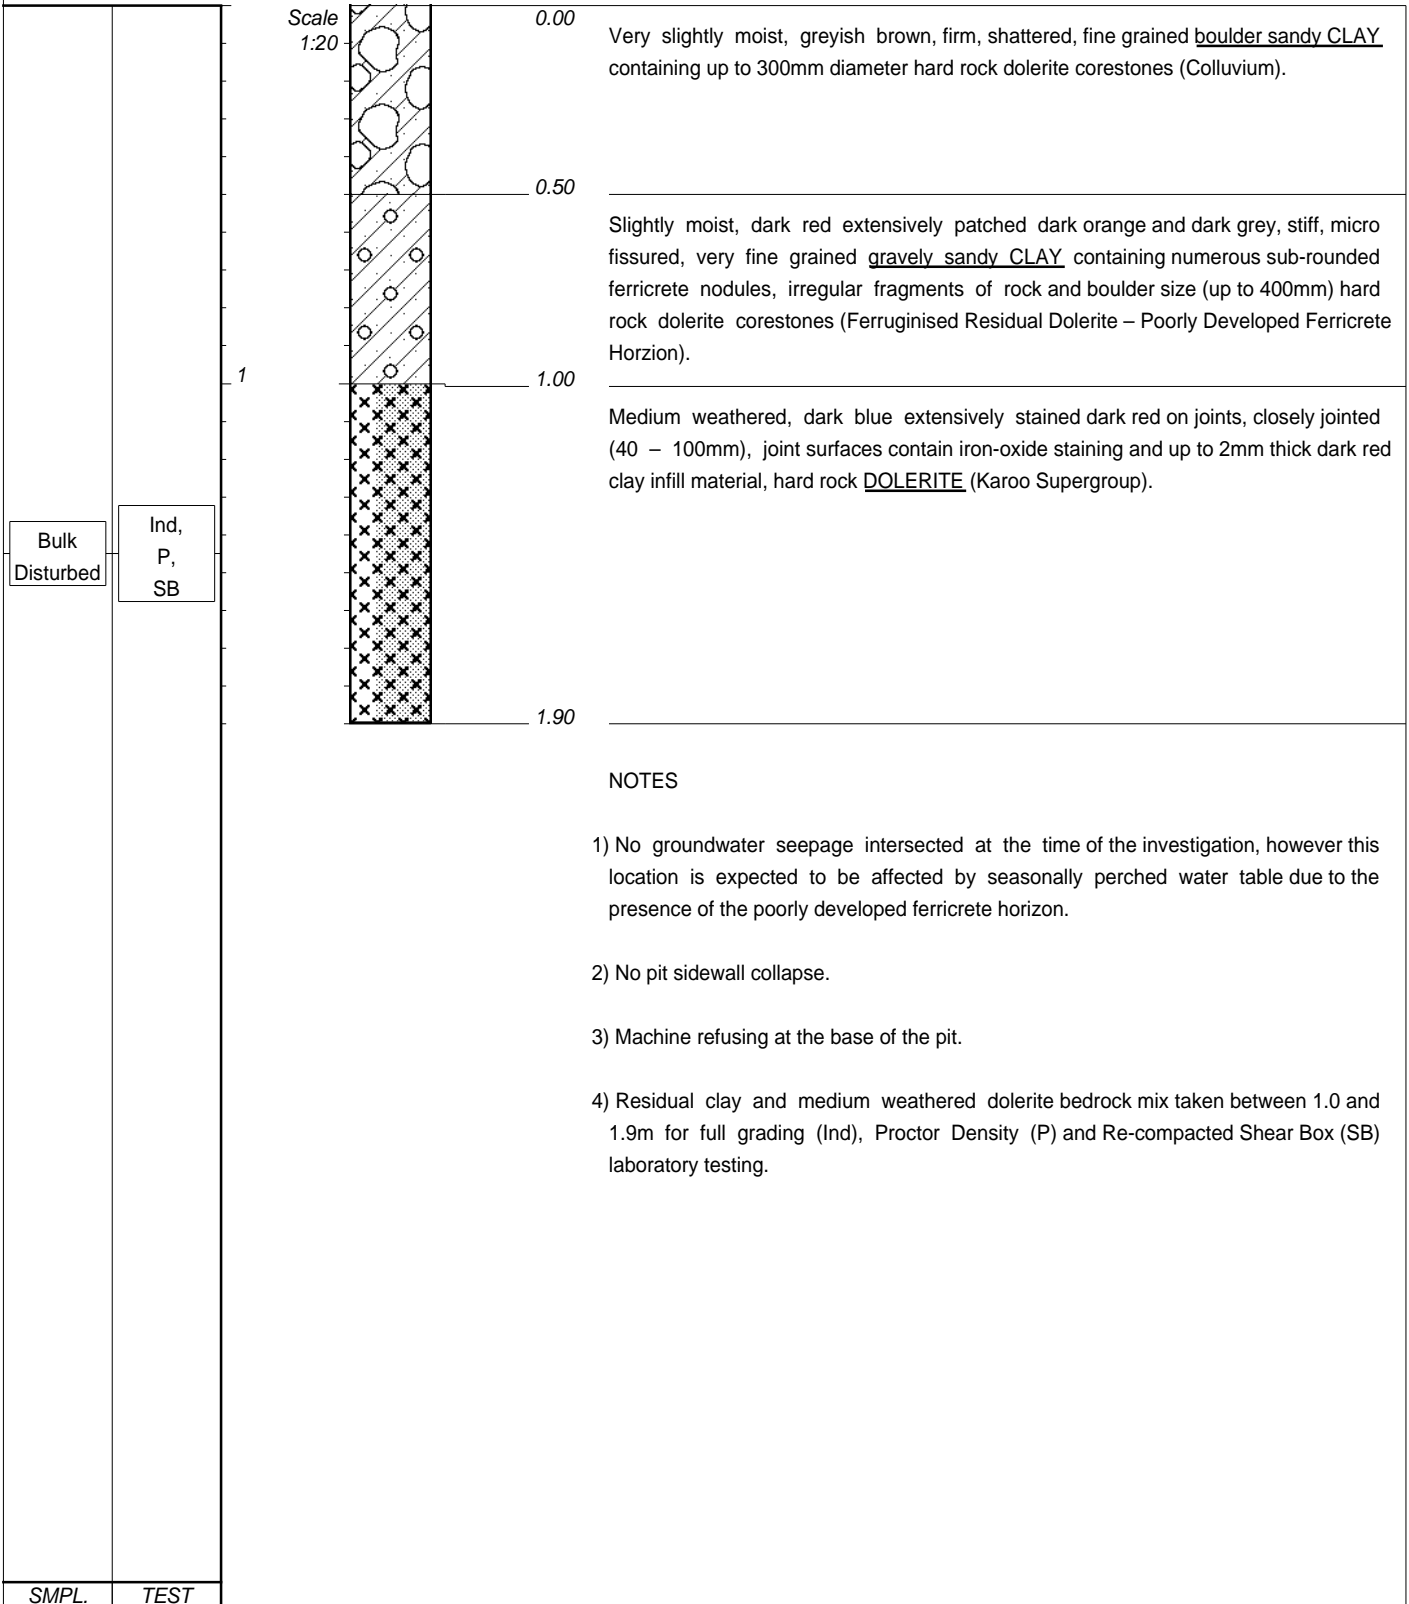 Scale
1:20
0.00
Very slightly moist, greyish brown, firm, shattered, fine grained boulder sandy CLAY
containing up to 300mm diameter hard rock dolerite corestones (Colluvium).
0.50
Slightly moist, dark red extensively patched dark orange and dark grey, stiff, micro
fissured, very fine grained gravely sandy CLAY containing numerous sub-rounded
ferricrete nodules, irregular fragments of rock and boulder size (up to 400mm) hard
rock dolerite corestones (Ferruginised Residual Dolerite – Poorly Developed Ferricrete
Horzion).
1
1.00
Medium weathered, dark blue extensively stained dark red on joints, closely jointed
(40 – 100mm), joint surfaces contain iron-oxide staining and up to 2mm thick dark red
clay infill material, hard rock DOLERITE (Karoo Supergroup).
Bulk
Disturbed
Ind,
P,
SB
1.90
NOTES
1) No groundwater seepage intersected at the time of the investigation, however this
location is expected to be affected by seasonally perched water table due to the
presence of the poorly developed ferricrete horizon.
2) No pit sidewall collapse.
3) Machine refusing at the base of the pit.
4) Residual clay and medium weathered dolerite bedrock mix taken between 1.0 and
1.9m for full grading (Ind), Proctor Density (P) and Re-compacted Shear Box (SB)
laboratory testing.
SMPL.
TEST